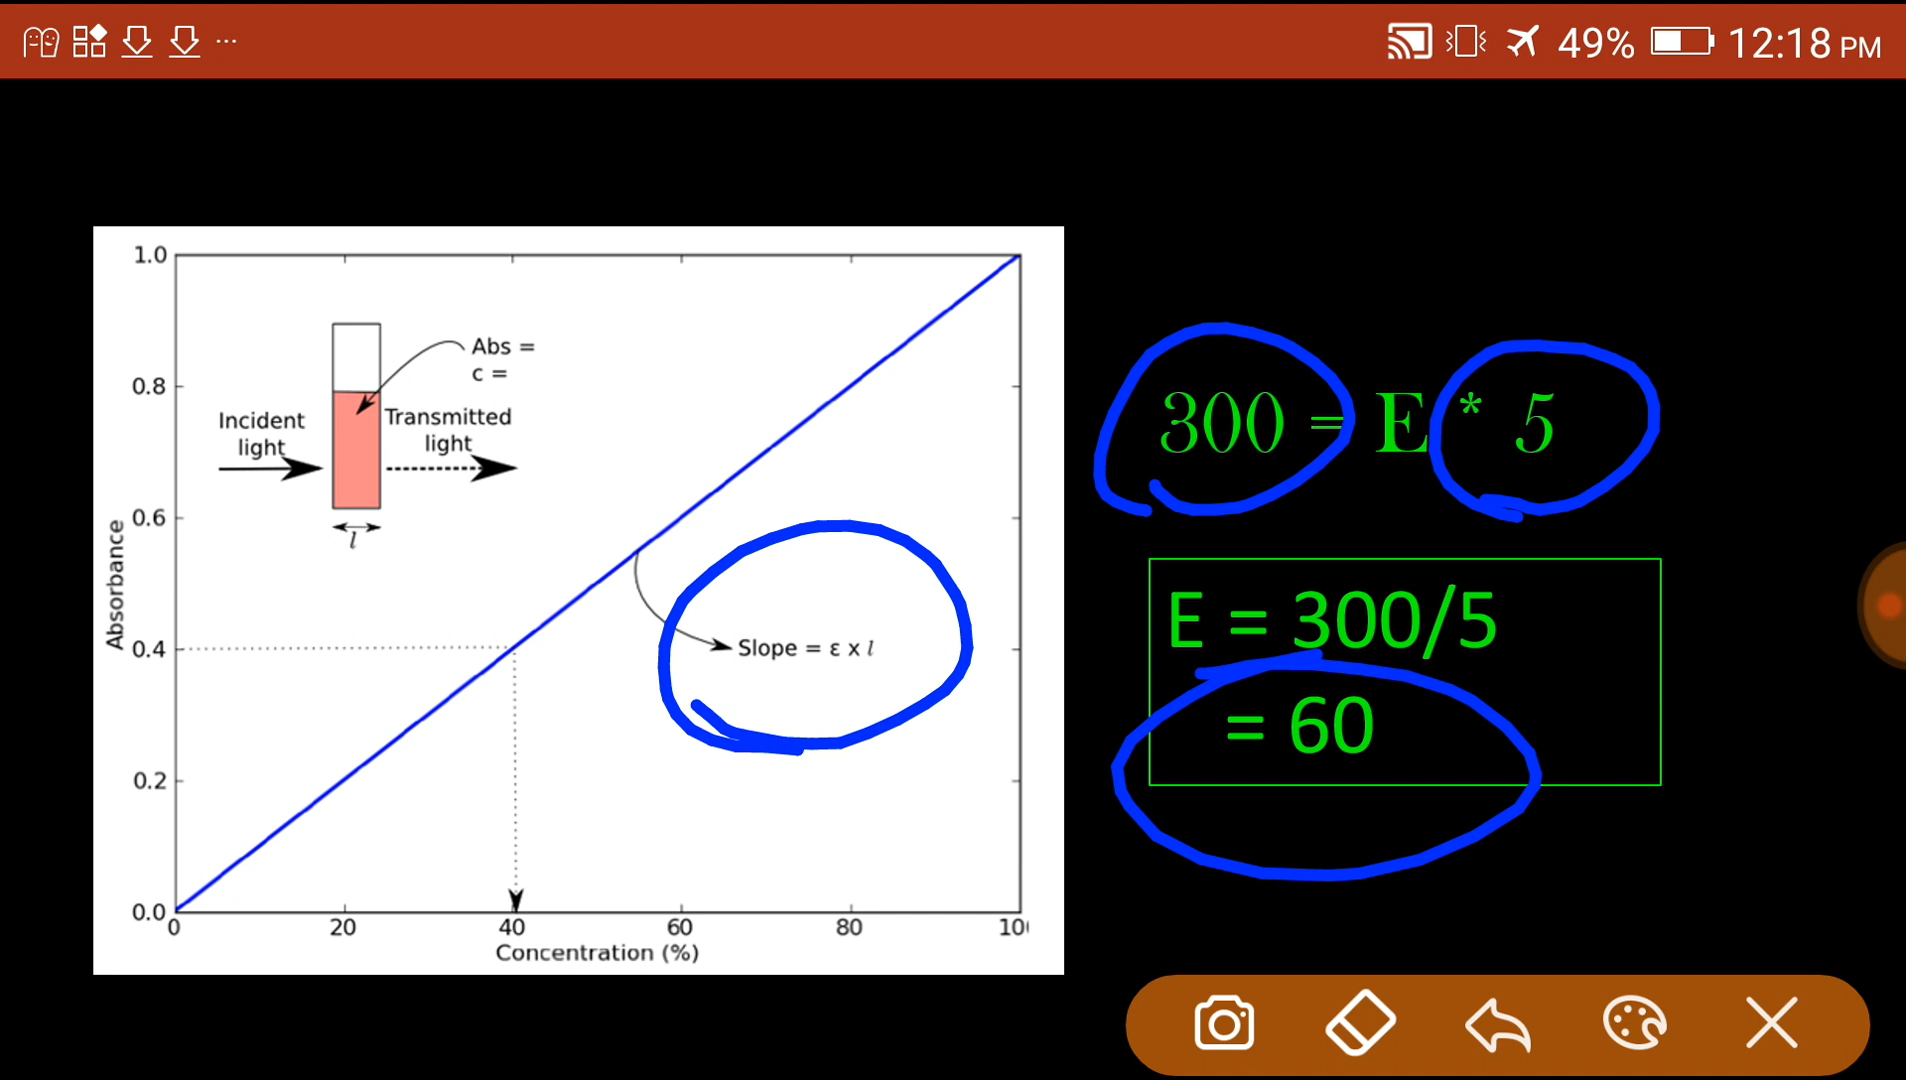 49% 12:18 PM
1.0
0.8
0.6
0.4
0.2
0.0
Absorbance
Abs =
c =
Incident
light
Transmitted
light
l
Slope = ε x l
0 20 40 60 80 100
Concentration (%)
300 = E * 5
E = 300/5
= 60